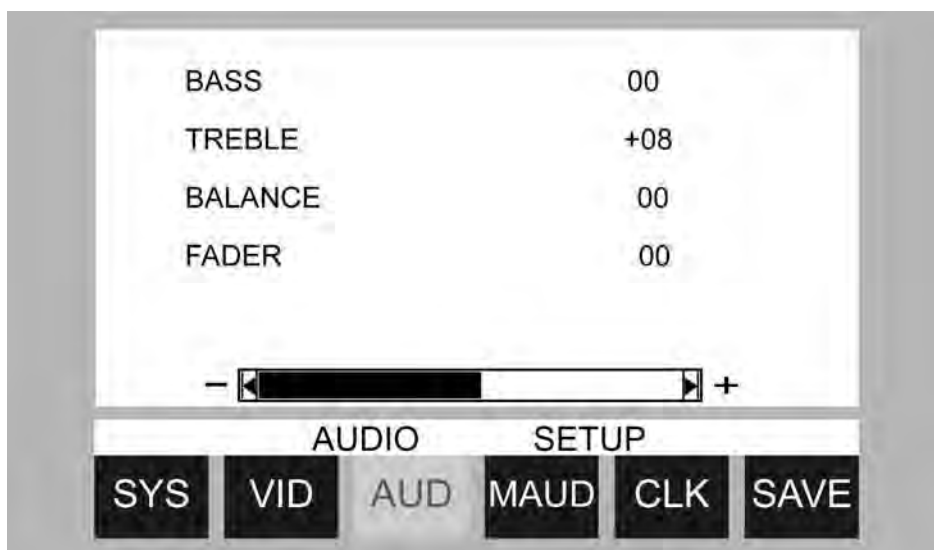 BASS 00
TREBLE +08
BALANCE 00
FADER 00
− +
AUDIO SETUP
SYS VID AUD MAUD CLK SAVE